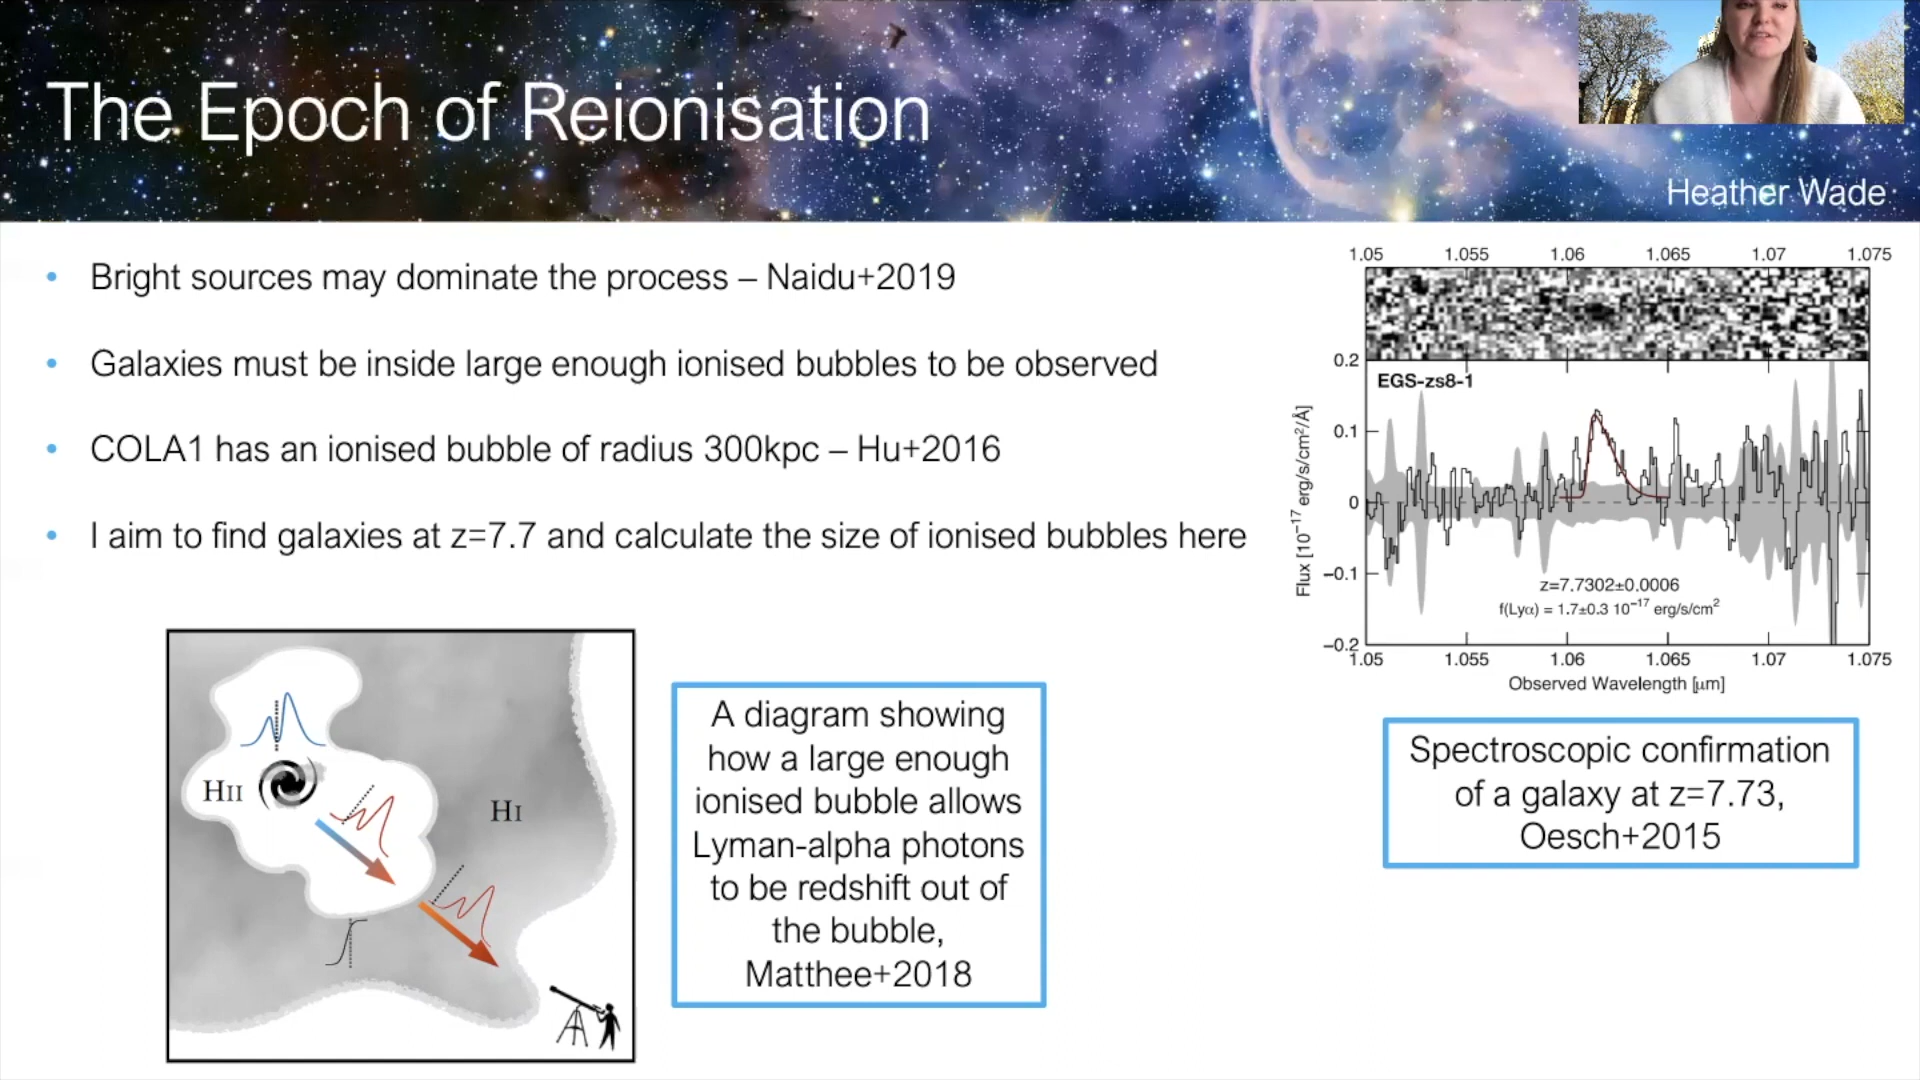 The Epoch of Reionisation
Heather Wade
• Bright sources may dominate the process – Naidu+2019
• Galaxies must be inside large enough ionised bubbles to be observed
• COLA1 has an ionised bubble of radius 300kpc – Hu+2016
• I aim to find galaxies at z=7.7 and calculate the size of ionised bubbles here
1.05 1.055 1.06 1.065 1.07 1.075
0.2
EGS-zs8-1
0.1
0
−0.1
−0.2
Flux [10⁻¹⁷ erg/s/cm²/Å]
z=7.7302±0.0006
f(Lyα) = 1.7±0.3 10⁻¹⁷ erg/s/cm²
1.05 1.055 1.06 1.065 1.07 1.075
Observed Wavelength [μm]
HII
HI
A diagram showing
how a large enough
ionised bubble allows
Lyman-alpha photons
to be redshift out of
the bubble,
Matthee+2018
Spectroscopic confirmation
of a galaxy at z=7.73,
Oesch+2015